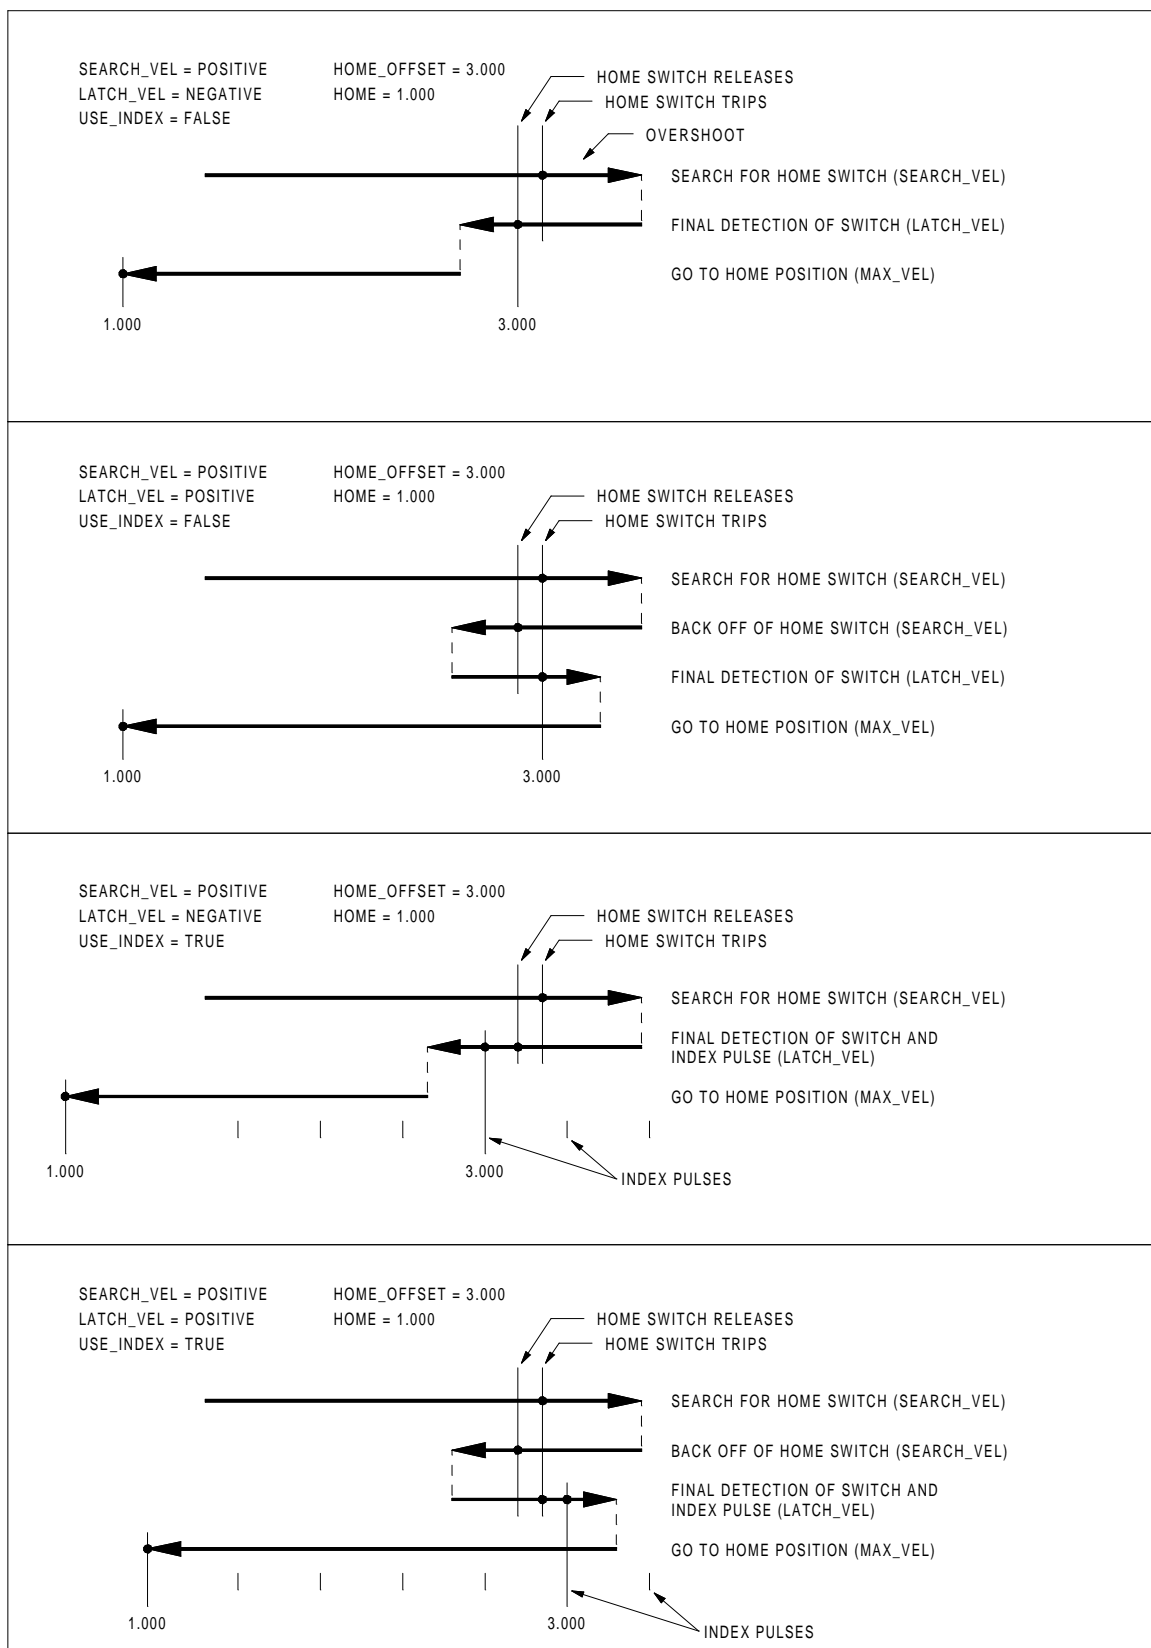 SEARCH_VEL = POSITIVE HOME_OFFSET = 3.000
LATCH_VEL = NEGATIVE HOME = 1.000
USE_INDEX = FALSE
HOME SWITCH RELEASES
HOME SWITCH TRIPS
OVERSHOOT
SEARCH FOR HOME SWITCH (SEARCH_VEL)
FINAL DETECTION OF SWITCH (LATCH_VEL)
GO TO HOME POSITION (MAX_VEL)
1.000 3.000
SEARCH_VEL = POSITIVE HOME_OFFSET = 3.000
LATCH_VEL = POSITIVE HOME = 1.000
USE_INDEX = FALSE
HOME SWITCH RELEASES
HOME SWITCH TRIPS
SEARCH FOR HOME SWITCH (SEARCH_VEL)
BACK OFF OF HOME SWITCH (SEARCH_VEL)
FINAL DETECTION OF SWITCH (LATCH_VEL)
GO TO HOME POSITION (MAX_VEL)
1.000 3.000
SEARCH_VEL = POSITIVE HOME_OFFSET = 3.000
LATCH_VEL = NEGATIVE HOME = 1.000
USE_INDEX = TRUE
HOME SWITCH RELEASES
HOME SWITCH TRIPS
SEARCH FOR HOME SWITCH (SEARCH_VEL)
FINAL DETECTION OF SWITCH AND
INDEX PULSE (LATCH_VEL)
GO TO HOME POSITION (MAX_VEL)
1.000 3.000
INDEX PULSES
SEARCH_VEL = POSITIVE HOME_OFFSET = 3.000
LATCH_VEL = POSITIVE HOME = 1.000
USE_INDEX = TRUE
HOME SWITCH RELEASES
HOME SWITCH TRIPS
SEARCH FOR HOME SWITCH (SEARCH_VEL)
BACK OFF OF HOME SWITCH (SEARCH_VEL)
FINAL DETECTION OF SWITCH AND
INDEX PULSE (LATCH_VEL)
GO TO HOME POSITION (MAX_VEL)
1.000 3.000
INDEX PULSES